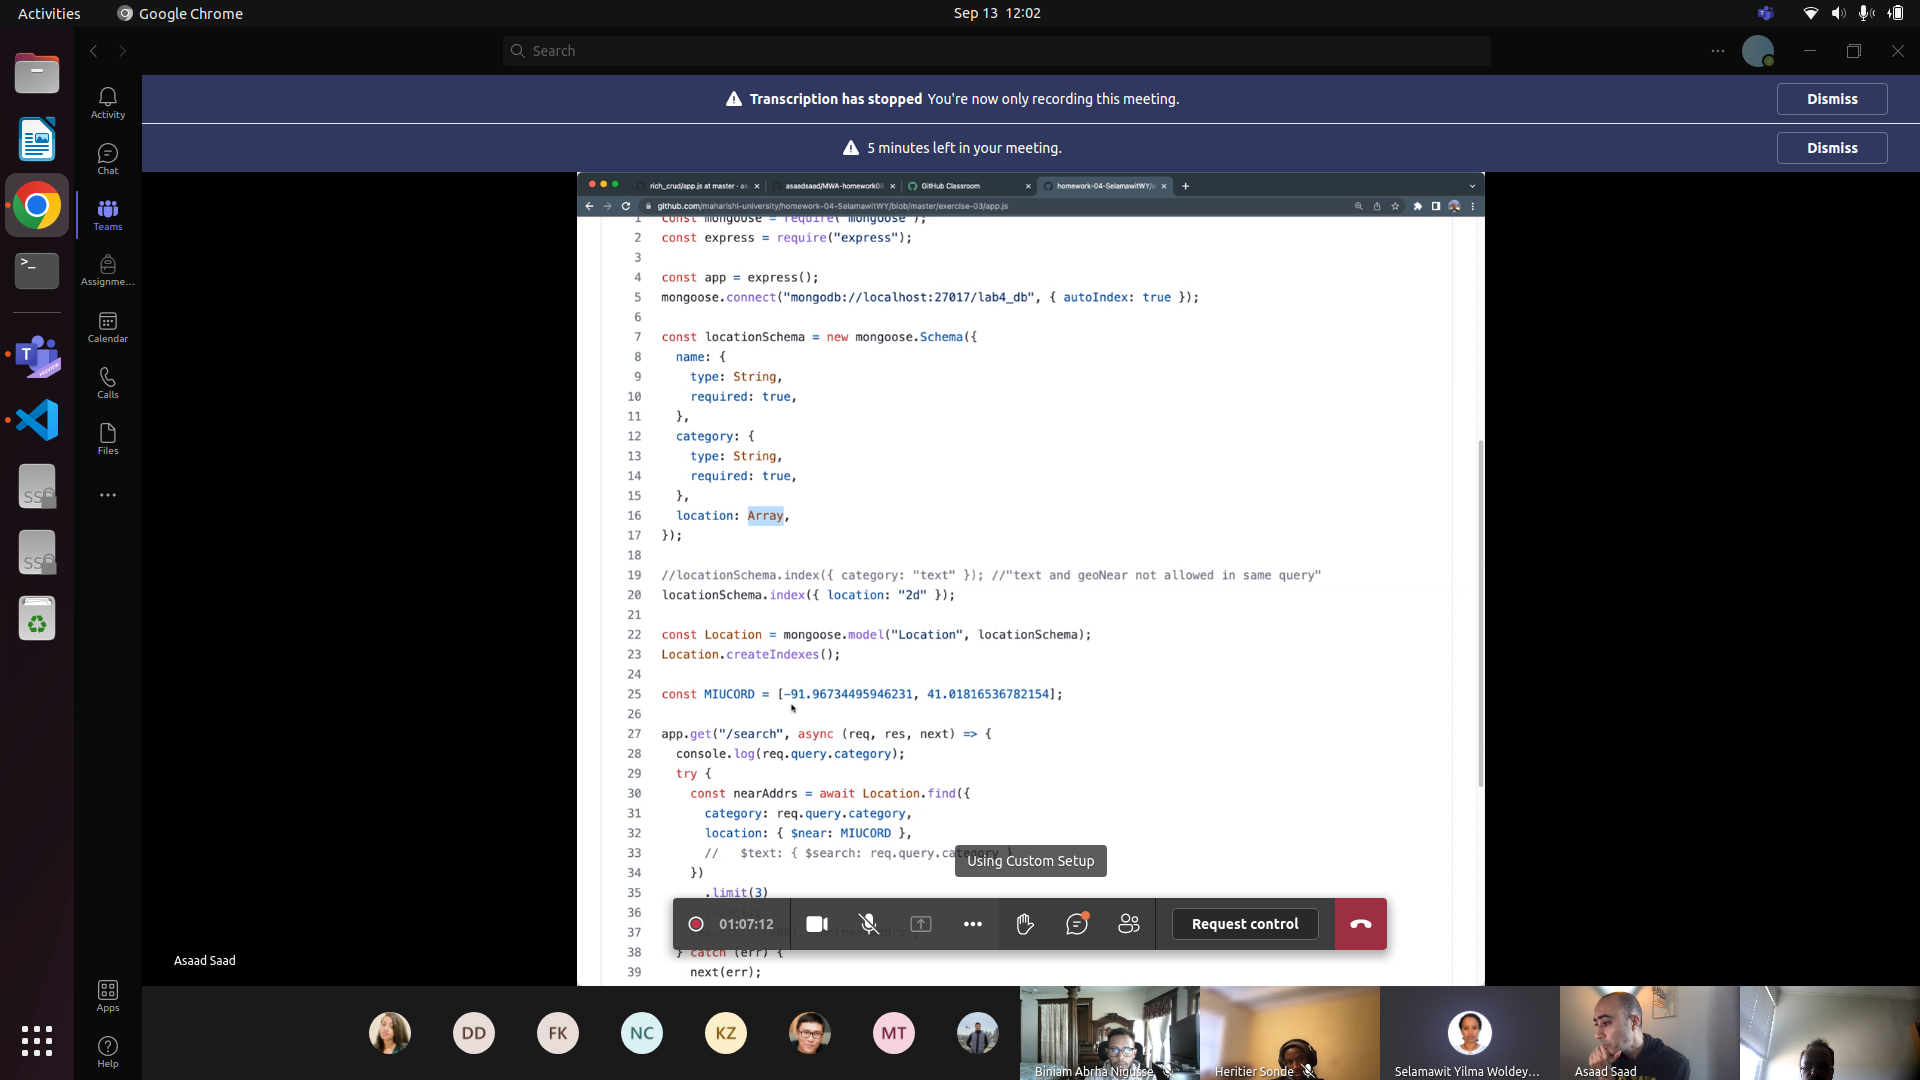 Activities
Google Chrome
Sep 13 12:02
Search
Transcription has stopped You're now only recording this meeting.
Dismiss
5 minutes left in your meeting.
Dismiss
Activity
Chat
Teams
Assignme...
Calendar
Calls
Files
Apps
Help
rich_crud/app.js at master · as
asaadsaad/MWA-homework08
GitHub Classroom
homework-04-SelamawitWY/a
github.com/maharishi-university/homework-04-SelamawitWY/blob/master/exercise-03/app.js
1 const mongoose = require("mongoose");
2 const express = require("express");
3
4 const app = express();
5 mongoose.connect("mongodb://localhost:27017/lab4_db", { autoIndex: true });
6
7 const locationSchema = new mongoose.Schema({
8 name: {
9 type: String,
10 required: true,
11 },
12 category: {
13 type: String,
14 required: true,
15 },
16 location: Array,
17 });
18
19 //locationSchema.index({ category: "text" }); //"text and geoNear not allowed in same query"
20 locationSchema.index({ location: "2d" });
21
22 const Location = mongoose.model("Location", locationSchema);
23 Location.createIndexes();
24
25 const MIUCORD = [-91.96734495946231, 41.01816536782154];
26
27 app.get("/search", async (req, res, next) => {
28 console.log(req.query.category);
29 try {
30 const nearAddrs = await Location.find({
31 category: req.query.category,
32 location: { $near: MIUCORD },
33 // $text: { $search: req.query.category }
34 })
35 .limit(3)
36
37
38 } catch (err) {
39 next(err);
Using Custom Setup
01:07:12
Request control
Asaad Saad
DD
FK
NC
KZ
MT
Biniam Abrha Nigusse
Heritier Sonde
Selamawit Yilma Woldey...
Asaad Saad